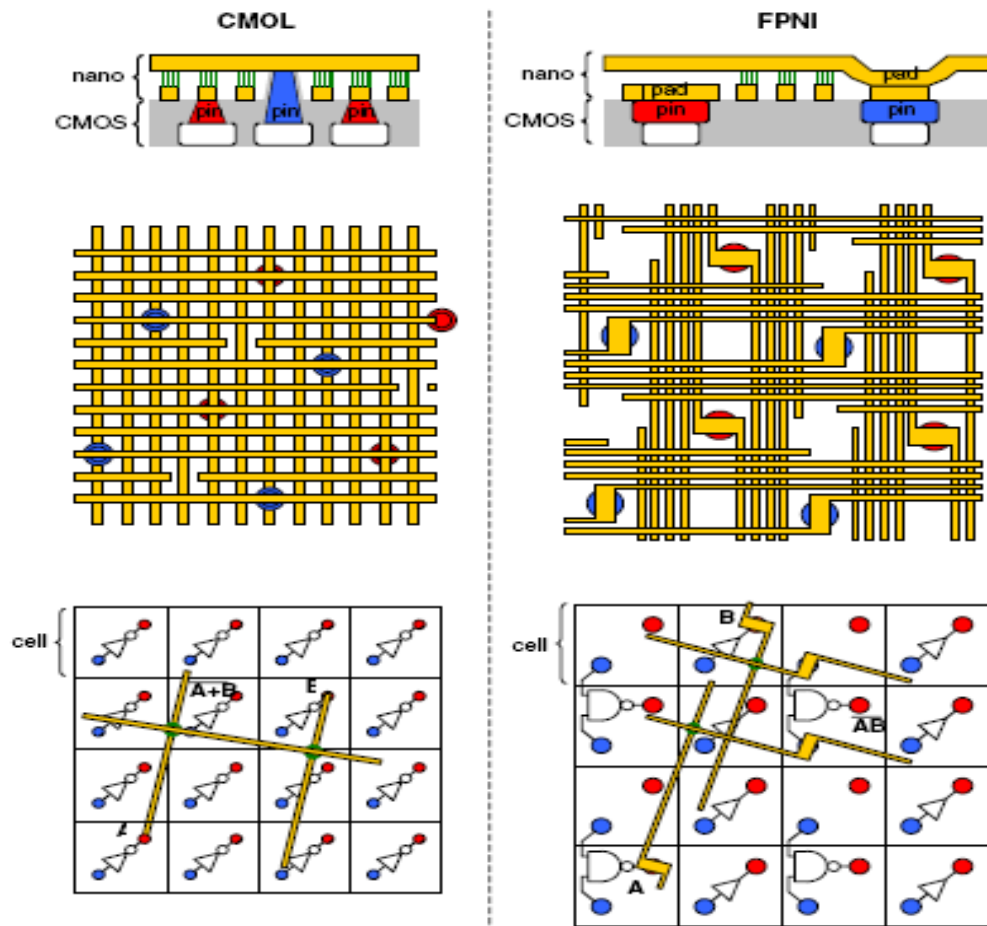 CMOL
nano
CMOS
pin
pin
pin
cell
A+B
E
A
FPNI
nano
CMOS
pad
pad
pin
pin
cell
B
AB
A